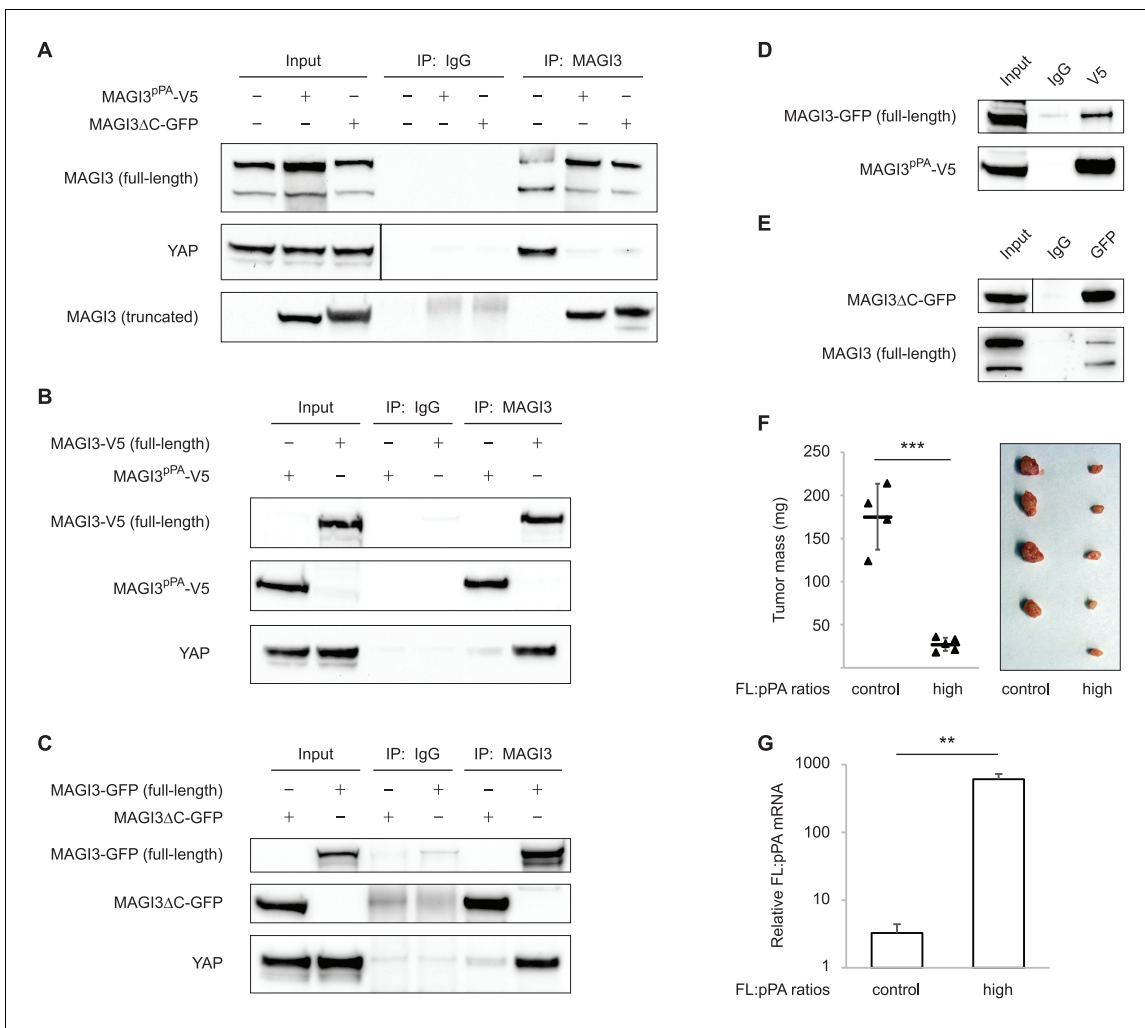 A
Input IP: IgG IP: MAGI3
MAGI3pPA-V5 – + – – + – – + –
MAGI3ΔC-GFP – – + – – + – – +
MAGI3 (full-length)
YAP
MAGI3 (truncated)
B
Input IP: IgG IP: MAGI3
MAGI3-V5 (full-length) – + – + – +
MAGI3pPA-V5 + – + – + –
MAGI3-V5 (full-length)
MAGI3pPA-V5
YAP
C
Input IP: IgG IP: MAGI3
MAGI3-GFP (full-length) – + – + – +
MAGI3ΔC-GFP + – + – + –
MAGI3-GFP (full-length)
MAGI3ΔC-GFP
YAP
D
Input IgG V5
MAGI3-GFP (full-length)
MAGI3pPA-V5
E
Input IgG GFP
MAGI3ΔC-GFP
MAGI3 (full-length)
F
Tumor mass (mg)
250
200
150
100
50
***
FL:pPA ratios control high control high
G
Relative FL:pPA mRNA
1000
100
10
1
**
FL:pPA ratios control high